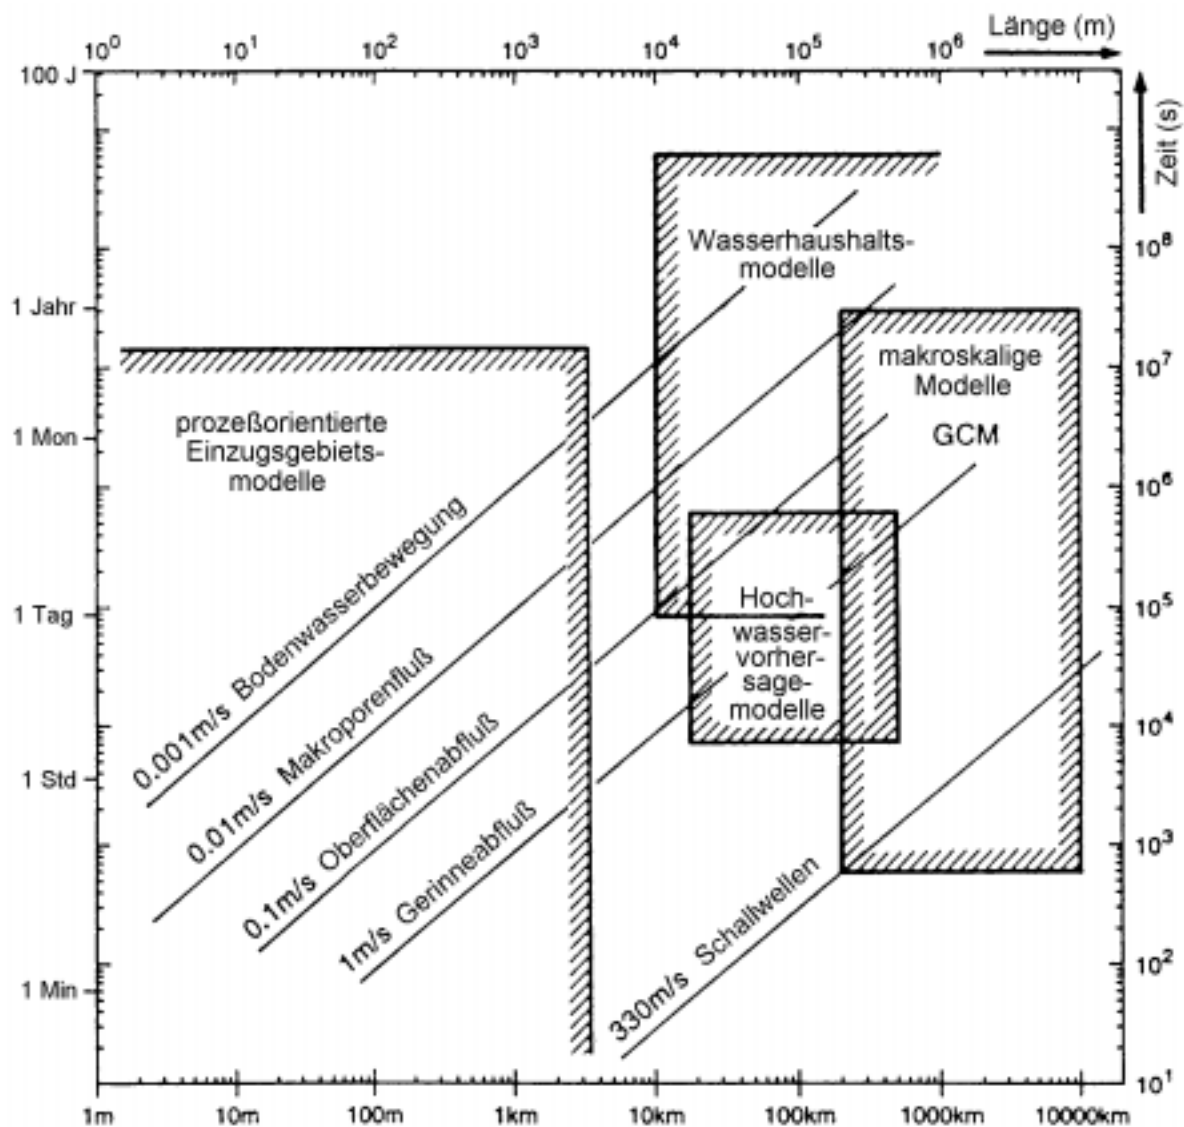 Länge (m)
10⁰ 10¹ 10² 10³ 10⁴ 10⁵ 10⁶
100 J
Zeit (s)
Wasserhaushalts-
modelle
10⁸
1 Jahr
makroskalige
Modelle
10⁷
prozeßorientierte
Einzugsgebiets-
modelle
1 Mon
GCM
10⁶
0.001m/s Bodenwasserbewegung
1 Tag
Hoch-
wasser-
vorher-
sage-
modelle
10⁵
0.01m/s Makroporenfluß
0.1m/s Oberflächenabfluß
10⁴
1 Std
1m/s Gerinneabfluß
10³
330m/s Schallwellen
10²
1 Min
10¹
1m 10m 100m 1km 10km 100km 1000km 10000km